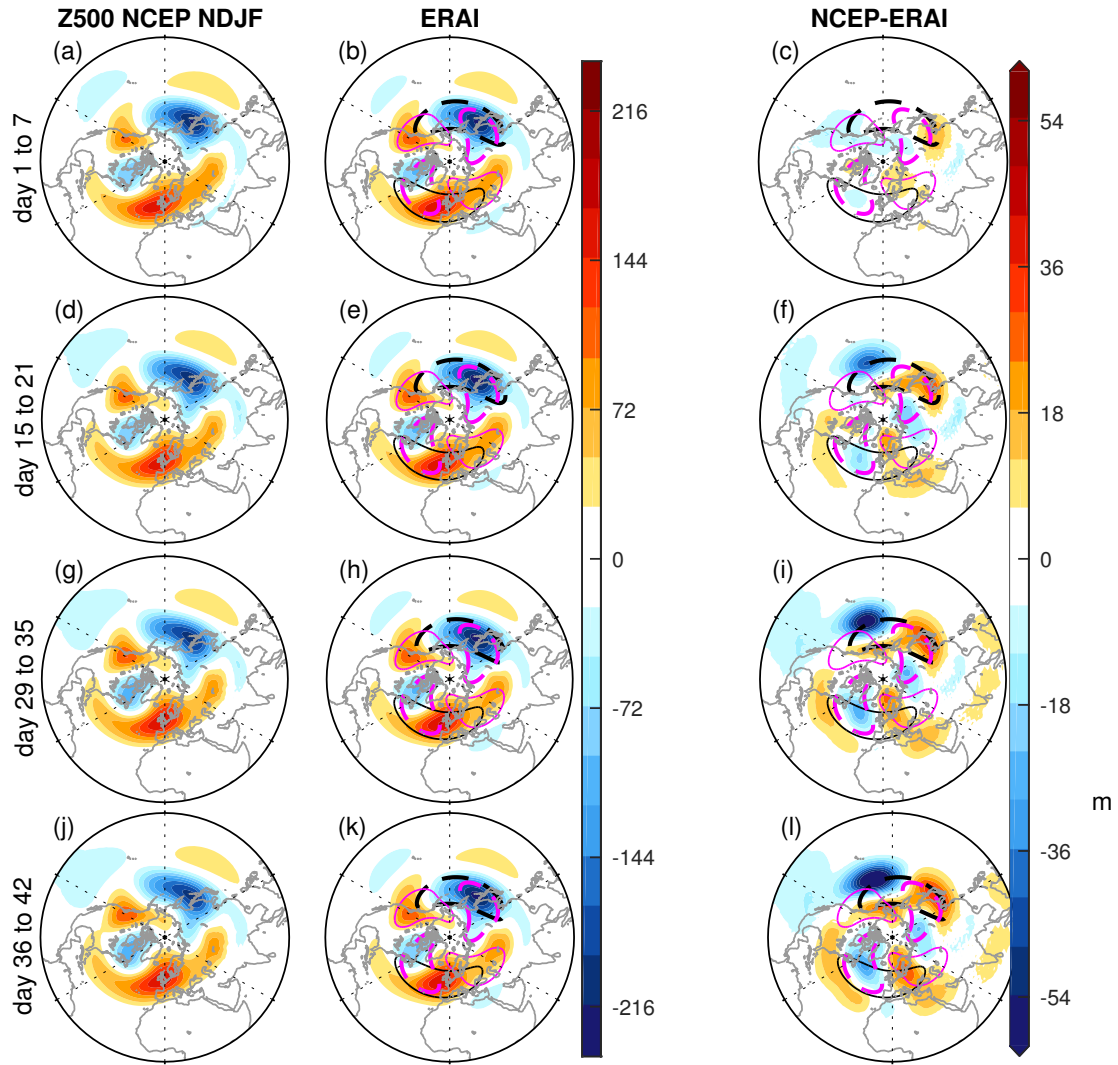 Z500 NCEP NDJF ERAI NCEP-ERAI
(a) (b) (c)
day 1 to 7
(d) (e) (f)
day 15 to 21
(g) (h) (i)
day 29 to 35
(j) (k) (l)
day 36 to 42
216
144
72
0
-72
-144
-216
54
36
18
0
-18
-36
-54
m